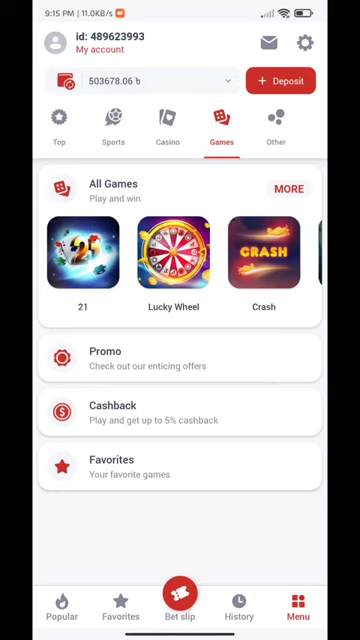 9:15 PM | 11.0KB/s
id: 489623993
My account
503678.06 ৳
+ Deposit
Top
Sports
Casino
Games
Other
All Games
Play and win
MORE
21
CRASH
21
Lucky Wheel
Crash
Promo
Check out our enticing offers
Cashback
Play and get up to 5% cashback
Favorites
Your favorite games
Popular
Favorites
Bet slip
History
Menu